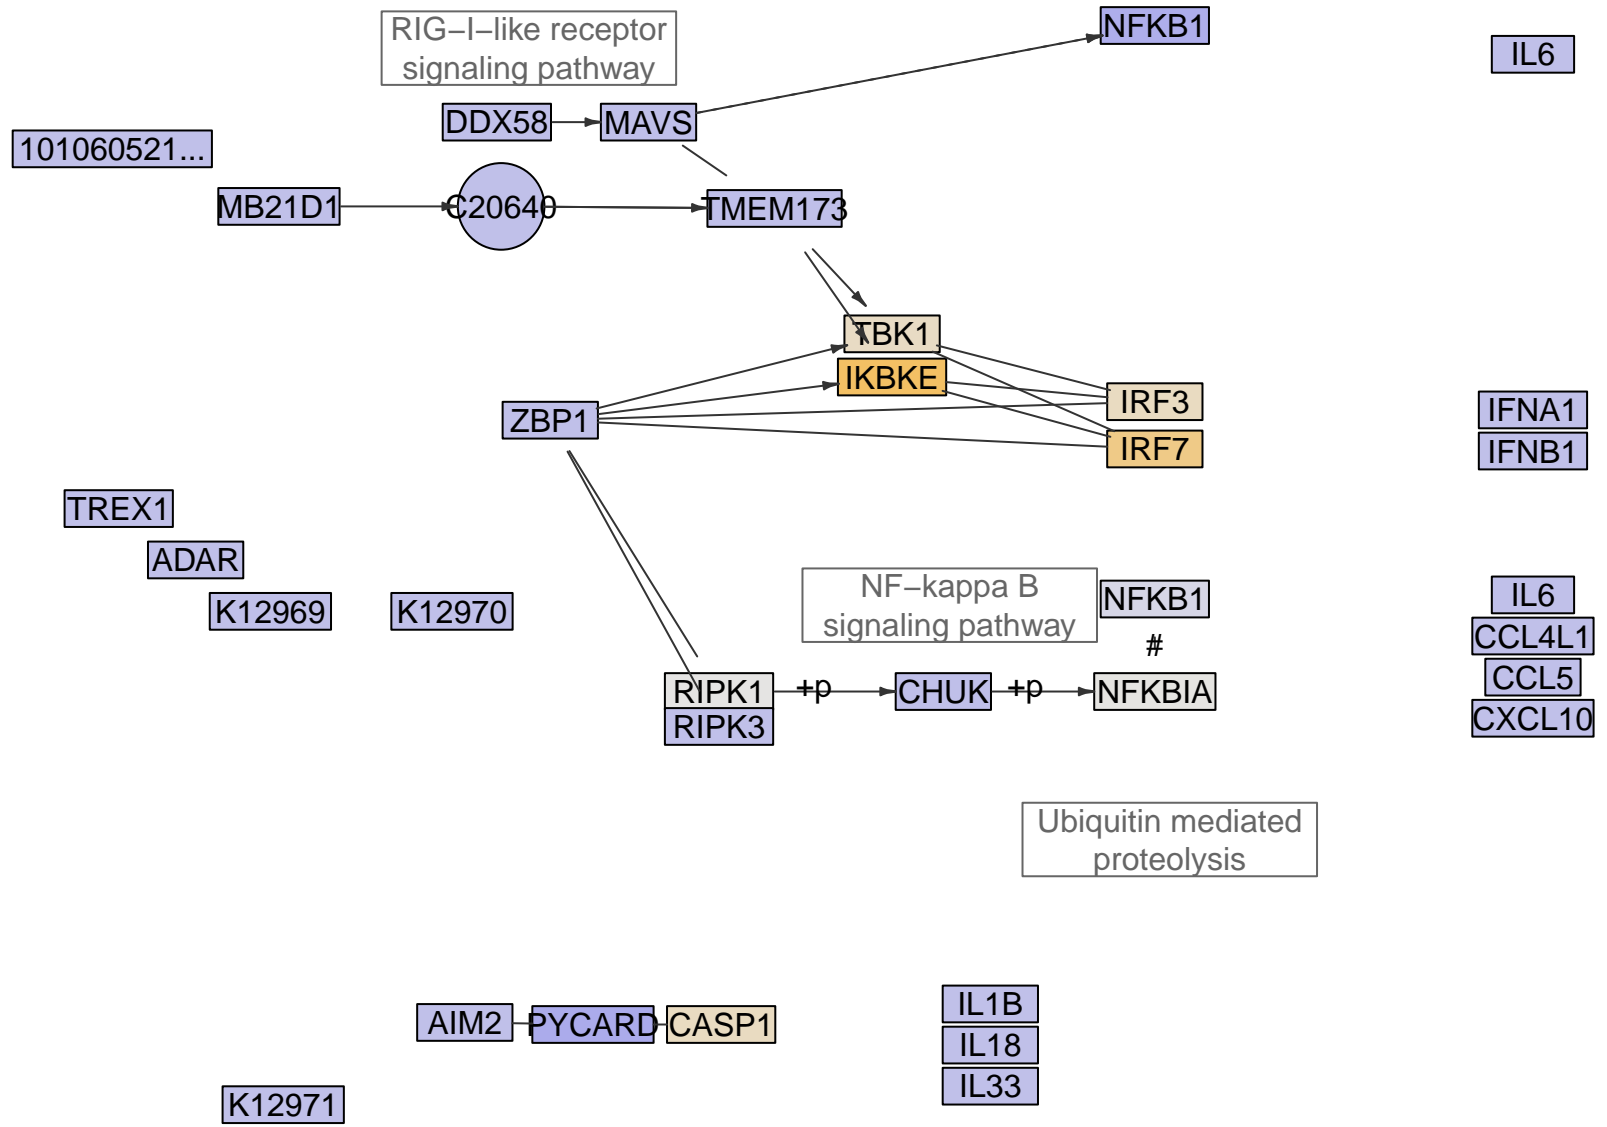 RIG−I−like receptor
signaling pathway
NFKB1
IL6
DDX58
MAVS
101060521...
MB21D1
C20640
TMEM173
TBK1
IKBKE
ZBP1
IRF3
IRF7
IFNA1
IFNB1
TREX1
ADAR
K12969
K12970
NF−kappa B
signaling pathway
NFKB1
#
IL6
CCL4L1
CCL5
CXCL10
RIPK1
+p
CHUK
+p
NFKBIA
RIPK3
Ubiquitin mediated
proteolysis
AIM2
PYCARD
CASP1
IL1B
IL18
IL33
K12971